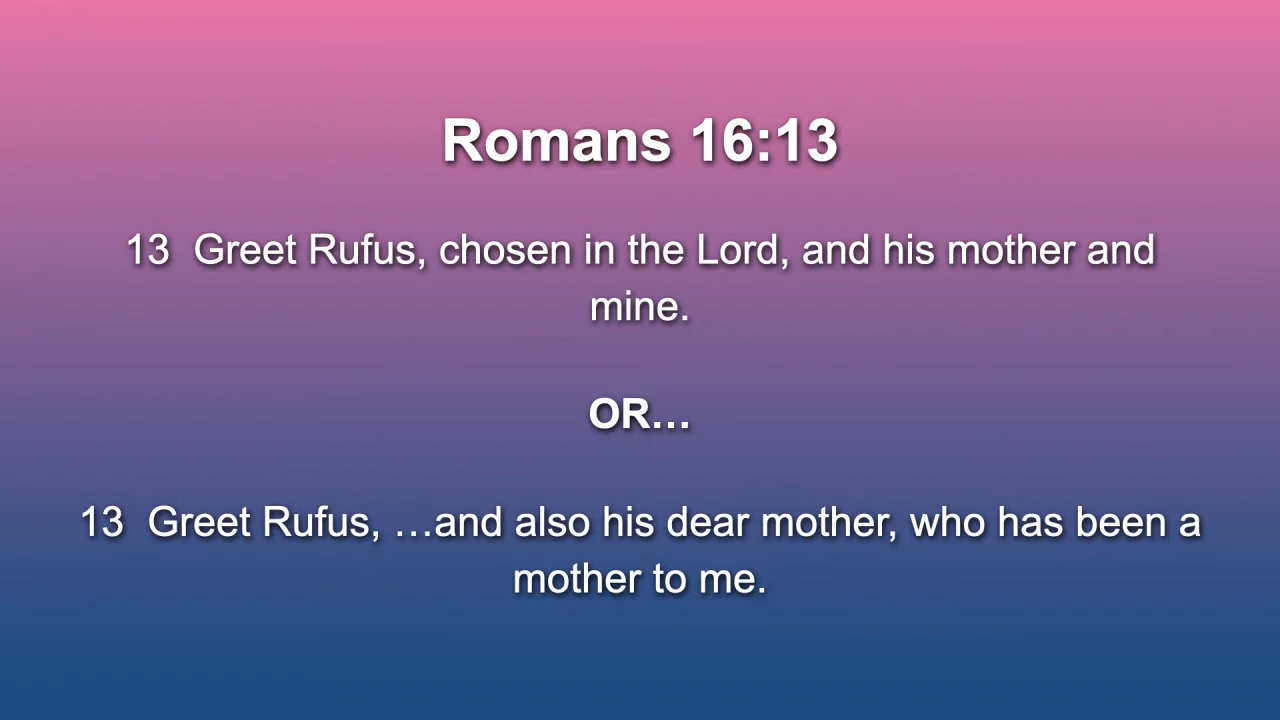 Romans 16:13
13  Greet Rufus, chosen in the Lord, and his mother and
mine.
OR…
13  Greet Rufus, …and also his dear mother, who has been a
mother to me.